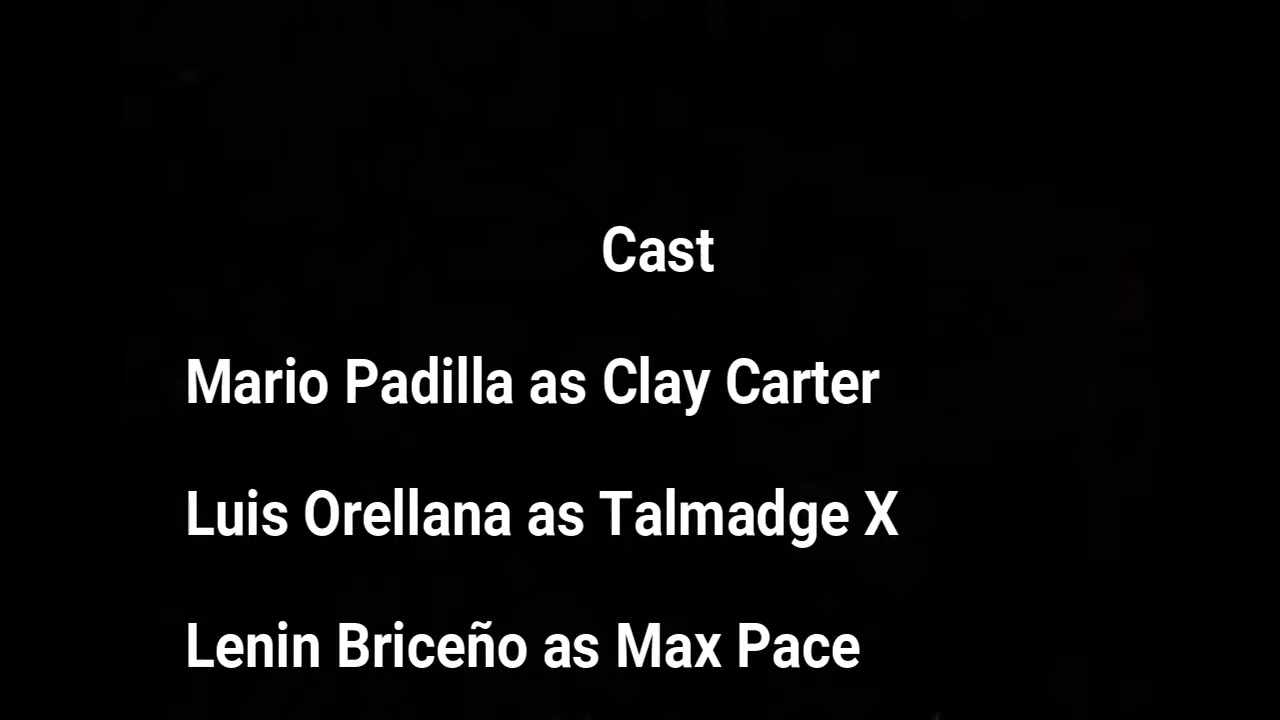 Cast
Mario Padilla as Clay Carter
Luis Orellana as Talmadge X
Lenin Briceño as Max Pace